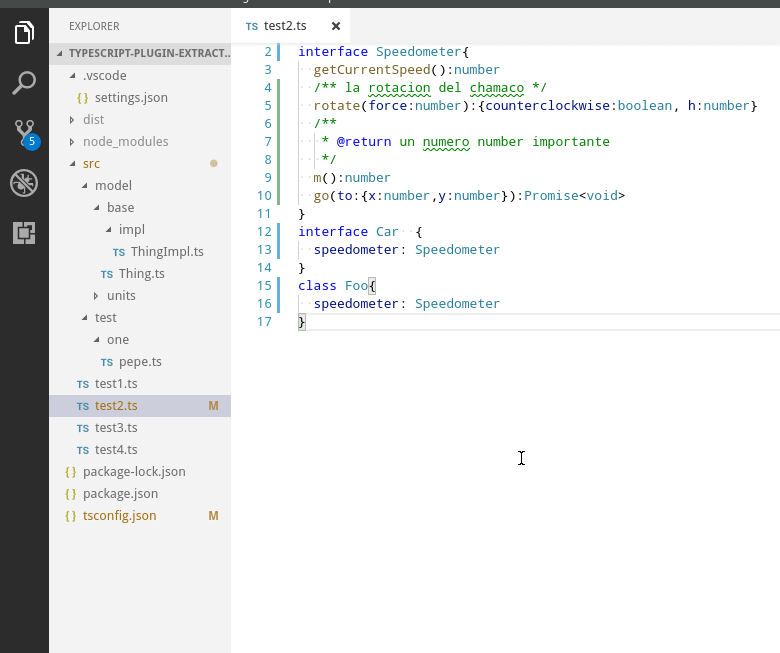 EXPLORER
TYPESCRIPT-PLUGIN-EXTRACT...
.vscode
{ } settings.json
dist
node_modules
src
model
base
impl
TS ThingImpl.ts
TS Thing.ts
units
test
one
TS pepe.ts
TS test1.ts
TS test2.ts M
TS test3.ts
TS test4.ts
{ } package-lock.json
{ } package.json
{ } tsconfig.json M
5
TS test2.ts ×
2 interface Speedometer{
3 getCurrentSpeed():number
4 /** la rotacion del chamaco */
5 rotate(force:number):{counterclockwise:boolean, h:number}
6 /**
7 * @return un numero number importante
8 */
9 m():number
10 go(to:{x:number,y:number}):Promise<void>
11 }
12 interface Car {
13 speedometer: Speedometer
14 }
15 class Foo{
16 speedometer: Speedometer
17 }